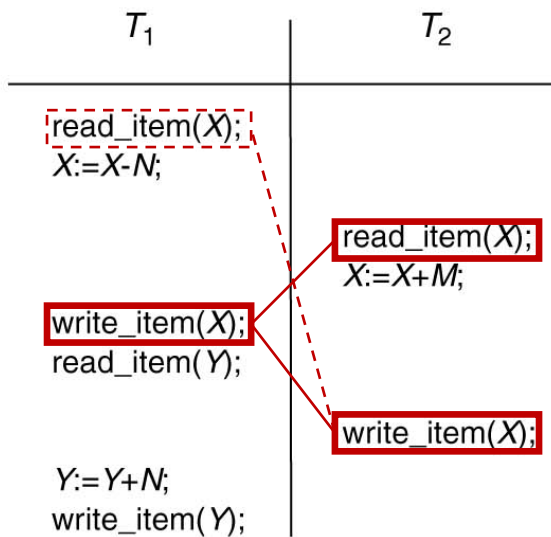 T₁ T₂
read_item(X);
X:=X-N;
read_item(X);
X:=X+M;
write_item(X);
read_item(Y);
write_item(X);
Y:=Y+N;
write_item(Y);